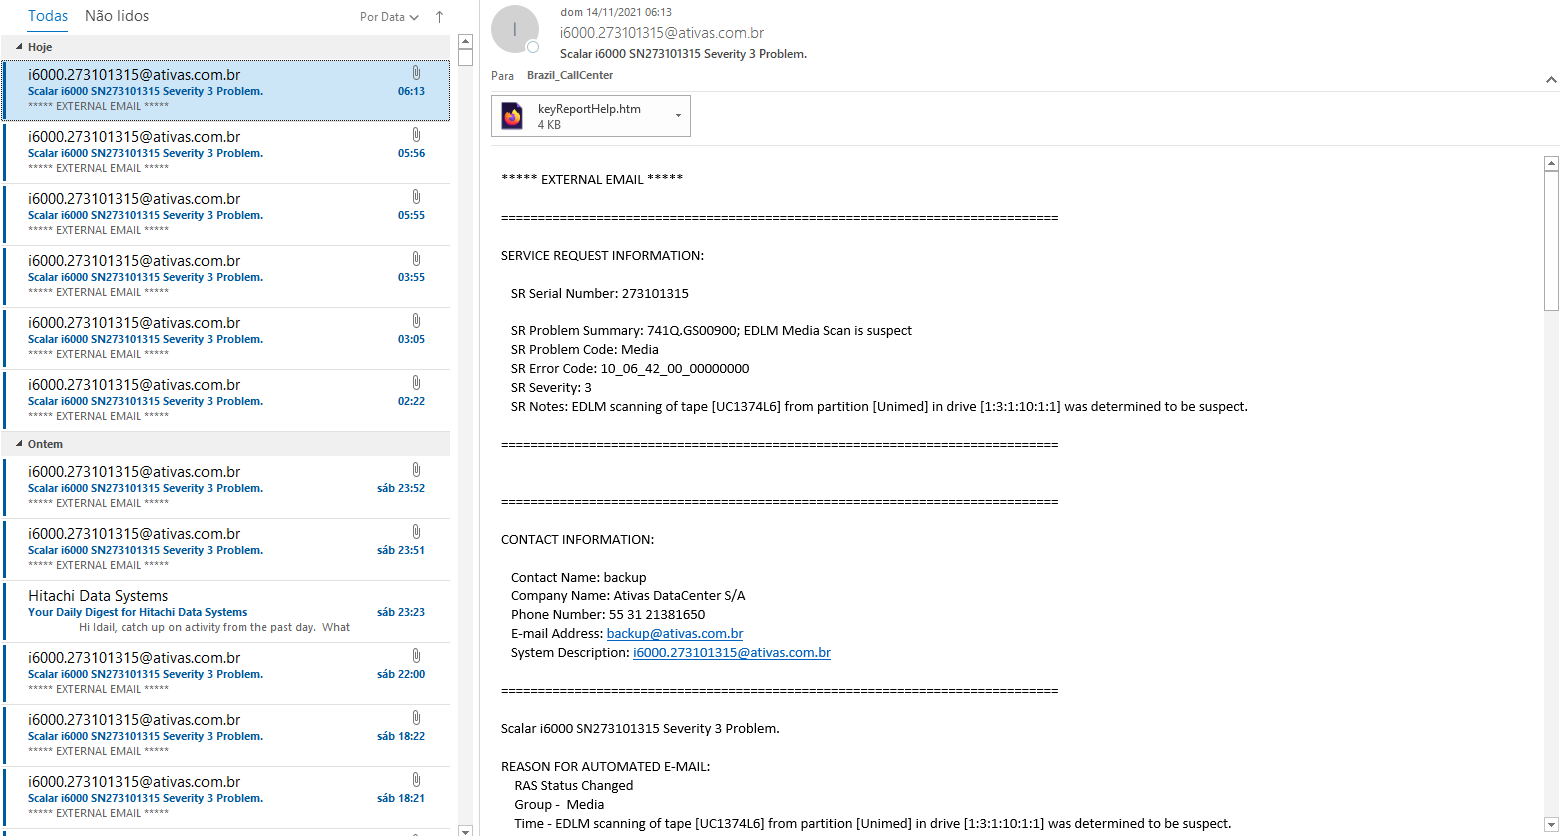 Todas Não lidos Por Data
Hoje
i6000.273101315@ativas.com.br
Scalar i6000 SN273101315 Severity 3 Problem. 06:13
***** EXTERNAL EMAIL *****
i6000.273101315@ativas.com.br
Scalar i6000 SN273101315 Severity 3 Problem. 05:56
***** EXTERNAL EMAIL *****
i6000.273101315@ativas.com.br
Scalar i6000 SN273101315 Severity 3 Problem. 05:55
***** EXTERNAL EMAIL *****
i6000.273101315@ativas.com.br
Scalar i6000 SN273101315 Severity 3 Problem. 03:55
***** EXTERNAL EMAIL *****
i6000.273101315@ativas.com.br
Scalar i6000 SN273101315 Severity 3 Problem. 03:05
***** EXTERNAL EMAIL *****
i6000.273101315@ativas.com.br
Scalar i6000 SN273101315 Severity 3 Problem. 02:22
***** EXTERNAL EMAIL *****
Ontem
i6000.273101315@ativas.com.br
Scalar i6000 SN273101315 Severity 3 Problem. sáb 23:52
***** EXTERNAL EMAIL *****
i6000.273101315@ativas.com.br
Scalar i6000 SN273101315 Severity 3 Problem. sáb 23:51
***** EXTERNAL EMAIL *****
Hitachi Data Systems
Your Daily Digest for Hitachi Data Systems sáb 23:23
Hi Idail, catch up on activity from the past day. What
i6000.273101315@ativas.com.br
Scalar i6000 SN273101315 Severity 3 Problem. sáb 22:00
***** EXTERNAL EMAIL *****
i6000.273101315@ativas.com.br
Scalar i6000 SN273101315 Severity 3 Problem. sáb 18:22
***** EXTERNAL EMAIL *****
i6000.273101315@ativas.com.br
Scalar i6000 SN273101315 Severity 3 Problem. sáb 18:21
***** EXTERNAL EMAIL *****
I
dom 14/11/2021 06:13
i6000.273101315@ativas.com.br
Scalar i6000 SN273101315 Severity 3 Problem.
Para Brazil_CallCenter
keyReportHelp.htm
4 KB
***** EXTERNAL EMAIL *****
============================================================================
SERVICE REQUEST INFORMATION:
SR Serial Number: 273101315
SR Problem Summary: 741Q.GS00900; EDLM Media Scan is suspect
SR Problem Code: Media
SR Error Code: 10_06_42_00_00000000
SR Severity: 3
SR Notes: EDLM scanning of tape [UC1374L6] from partition [Unimed] in drive [1:3:1:10:1:1] was determined to be suspect.
============================================================================
============================================================================
CONTACT INFORMATION:
Contact Name: backup
Company Name: Ativas DataCenter S/A
Phone Number: 55 31 21381650
E-mail Address: backup@ativas.com.br
System Description: i6000.273101315@ativas.com.br
============================================================================
Scalar i6000 SN273101315 Severity 3 Problem.
REASON FOR AUTOMATED E-MAIL:
RAS Status Changed
Group - Media
Time - EDLM scanning of tape [UC1374L6] from partition [Unimed] in drive [1:3:1:10:1:1] was determined to be suspect.